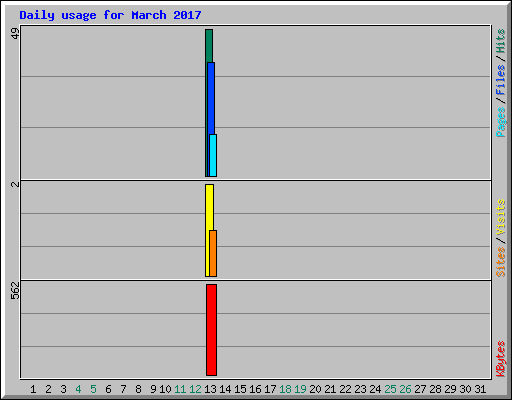 Daily usage for March 2017
49
2
562
Pages/Files/Hits
Sites/Visits
KBytes
1 2 3 4 5 6 7 8 9 10 11 12 13 14 15 16 17 18 19 20 21 22 23 24 25 26 27 28 29 30 31